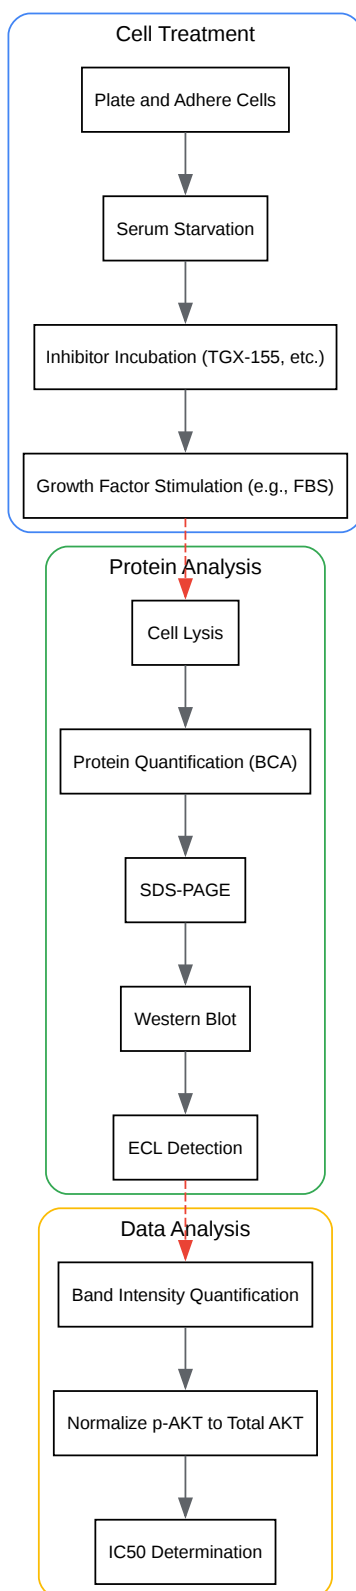 Cell Treatment
Plate and Adhere Cells
Serum Starvation
Inhibitor Incubation (TGX-155, etc.)
Growth Factor Stimulation (e.g., FBS)
Protein Analysis
Cell Lysis
Protein Quantification (BCA)
SDS-PAGE
Western Blot
ECL Detection
Data Analysis
Band Intensity Quantification
Normalize p-AKT to Total AKT
IC50 Determination